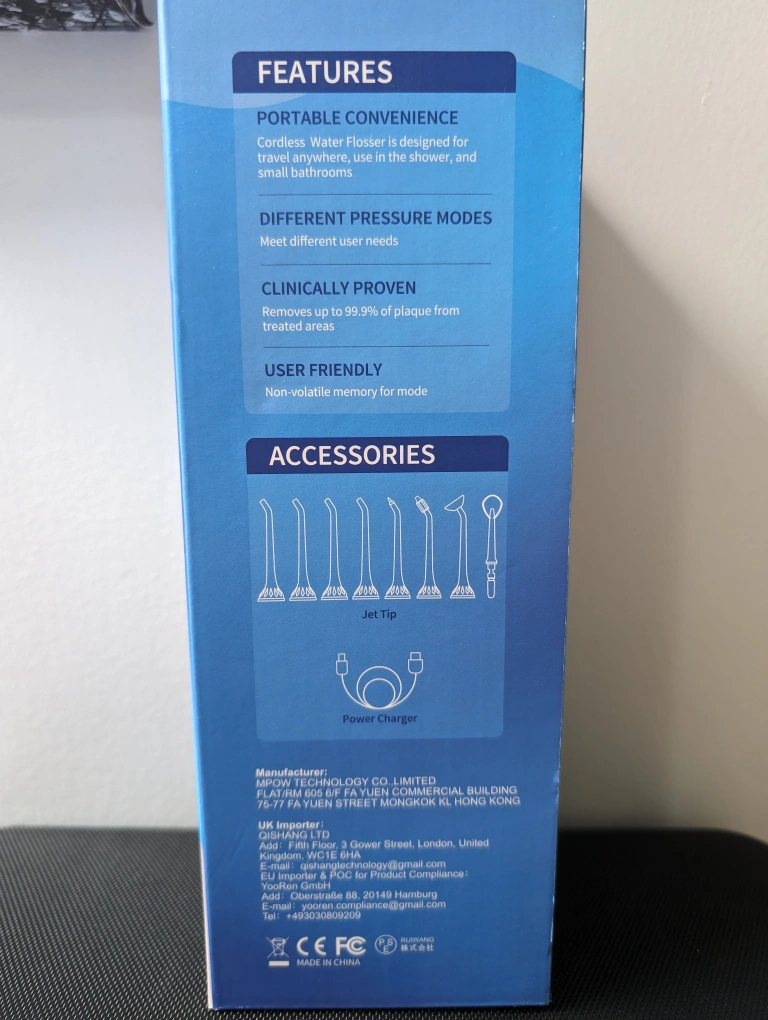 FEATURES
PORTABLE CONVENIENCE
Cordless Water Flosser is designed for
travel anywhere, use in the shower, and
small bathrooms
DIFFERENT PRESSURE MODES
Meet different user needs
CLINICALLY PROVEN
Removes up to 99.9% of plaque from
treated areas
USER FRIENDLY
Non-volatile memory for mode
ACCESSORIES
Jet Tip
Power Charger
Manufacturer:
MPOW TECHNOLOGY CO.,LIMITED
FLAT/RM 605 6/F FA YUEN COMMERCIAL BUILDING
75-77 FA YUEN STREET MONGKOK KL HONG KONG
UK Importer:
QISHANG LTD
Add: Fifth Floor, 3 Gower Street, London, United
Kingdom, WC1E 6HA
E-mail: qishangtechnology@gmail.com
EU Importer & POC for Product Compliance:
YooRen GmbH
Add: Oberstraße 88, 20149 Hamburg
E-mail: yooren.compliance@gmail.com
Tel: +493030809209
CE FC PSE RUIWANG
株式会社
MADE IN CHINA